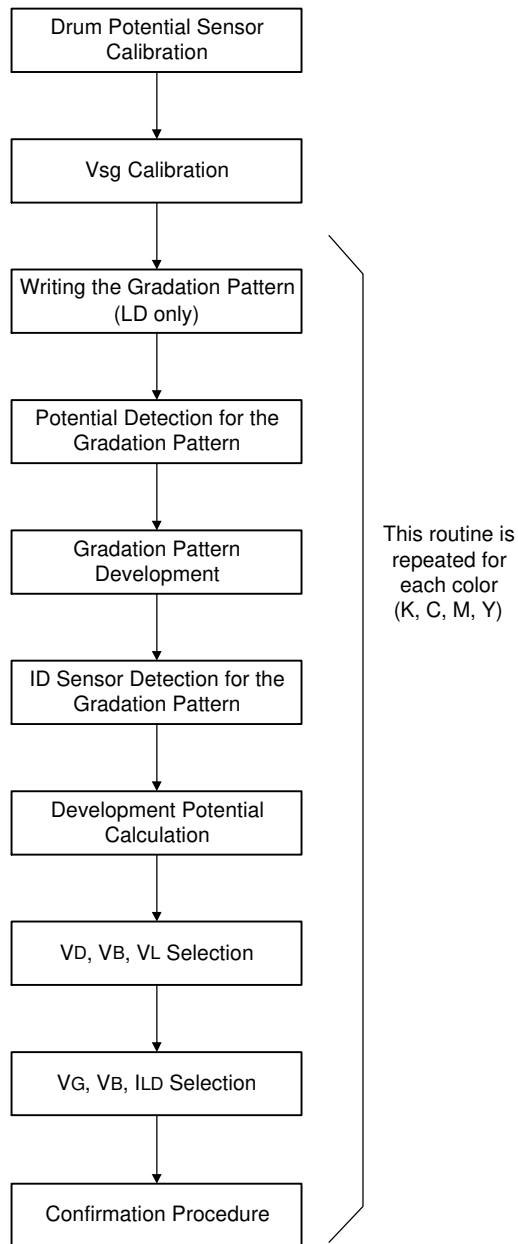 Drum Potential Sensor
Calibration
Vsg Calibration
Writing the Gradation Pattern
(LD only)
Potential Detection for the
Gradation Pattern
Gradation Pattern
Development
This routine is
repeated for
each color
(K, C, M, Y)
ID Sensor Detection for the
Gradation Pattern
Development Potential
Calculation
VD, VB, VL Selection
VG, VB, ILD Selection
Confirmation Procedure